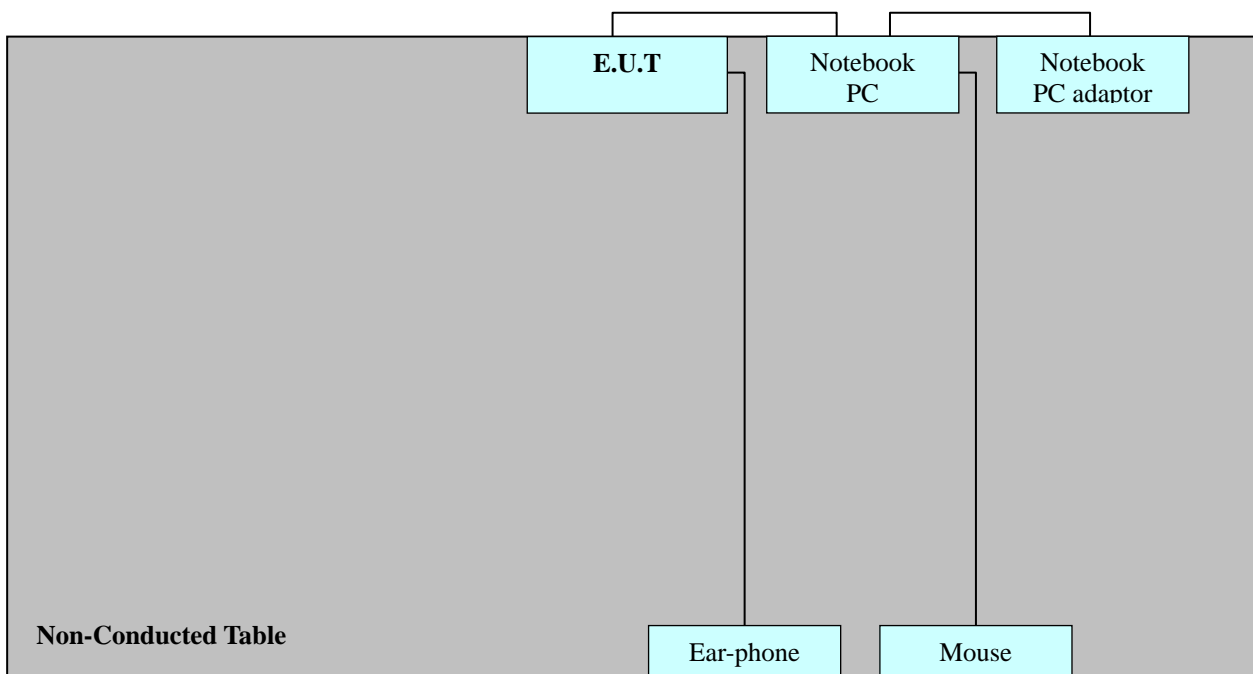 E.U.T
Notebook
PC
Notebook
PC adaptor
Non-Conducted Table
Ear-phone
Mouse